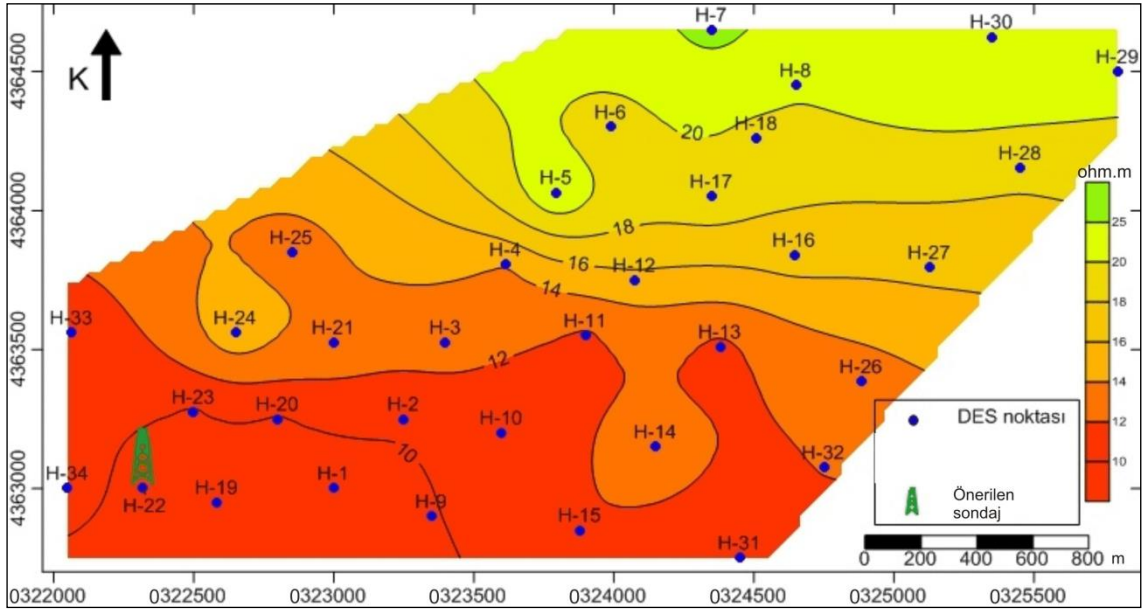 H-7
H-30
H-29
4364500
K
H-8
H-6
20
H-18
H-28
ohm.m
H-5
H-17
25
4364000
18
H-25
H-4
16
H-16
H-27
20
H-12
14
18
H-33
H-24
H-21
H-3
H-11
H-13
16
4363500
12
H-26
14
H-23
H-20
H-2
H-10
H-14
DES noktası
12
10
H-32
10
H-34
H-22
H-19
H-1
H-9
4363000
Önerilen
sondaj
H-15
H-31
0 200 400 600 800 m
0322000 0322500 0323000 0323500 0324000 0324500 0325000 0325500